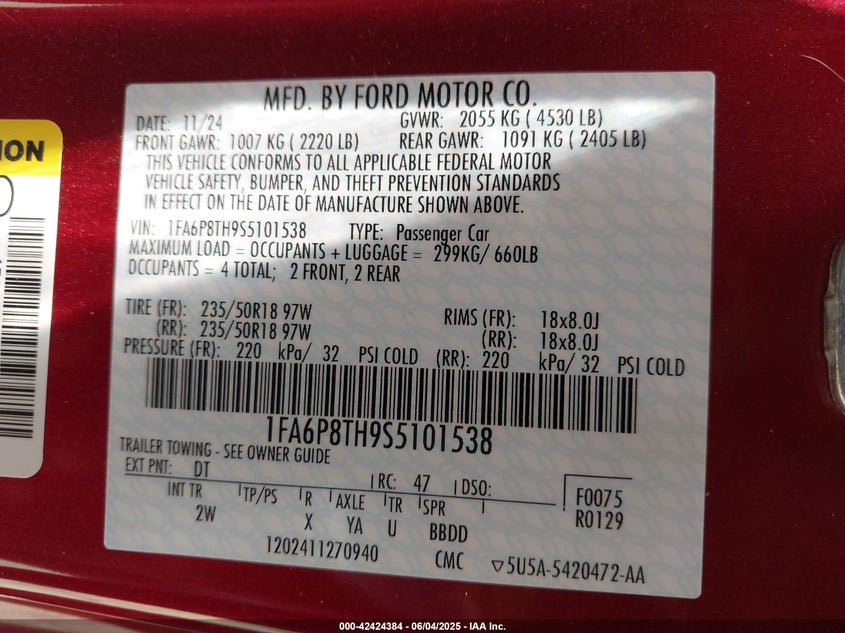 MFD. BY FORD MOTOR CO.
DATE: 11/24 GVWR: 2055 KG ( 4530 LB)
FRONT GAWR: 1007 KG ( 2220 LB) REAR GAWR: 1091 KG ( 2405 LB)
THIS VEHICLE CONFORMS TO ALL APPLICABLE FEDERAL MOTOR
VEHICLE SAFETY, BUMPER, AND THEFT PREVENTION STANDARDS
IN EFFECT ON THE DATE OF MANUFACTURE SHOWN ABOVE.
VIN: 1FA6P8TH9S5101538 TYPE: Passenger Car
MAXIMUM LOAD = OCCUPANTS + LUGGAGE = 299KG/ 660LB
OCCUPANTS = 4 TOTAL; 2 FRONT, 2 REAR
TIRE (FR): 235/50R18 97W RIMS (FR): 18x8.0J
(RR): 235/50R18 97W (RR): 18x8.0J
PRESSURE (FR): 220 kPa/ 32 PSI COLD (RR): 220 kPa/ 32 PSI COLD
1FA6P8TH9S5101538
TRAILER TOWING - SEE OWNER GUIDE
EXT PNT: DT RC: 47 DSO:
INT TR TP/PS R AXLE TR SPR
2W X YA U BBDD
F0075
R0129
1202411270940 CMC ▽5U5A-5420472-AA
ION
000-42424384 - 06/04/2025 - IAA Inc.